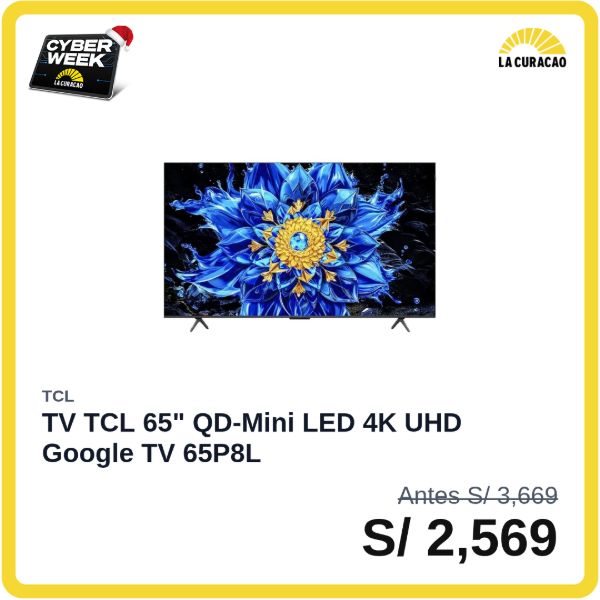 CYBER
WEEK
LA CURACAO
LA CURACAO
TCL
TV TCL 65" QD-Mini LED 4K UHD
Google TV 65P8L
Antes S/ 3,669
S/ 2,569